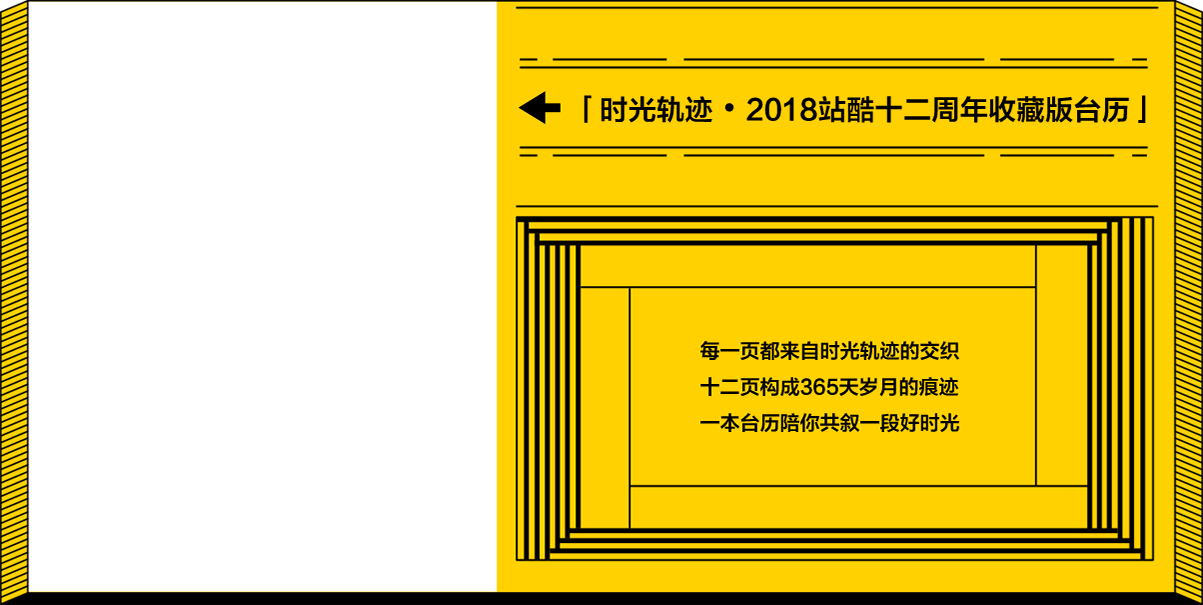 「时光轨迹·2018站酷十二周年收藏版台历」
每一页都来自时光轨迹的交织
十二页构成365天岁月的痕迹
一本台历陪你共叙一段好时光